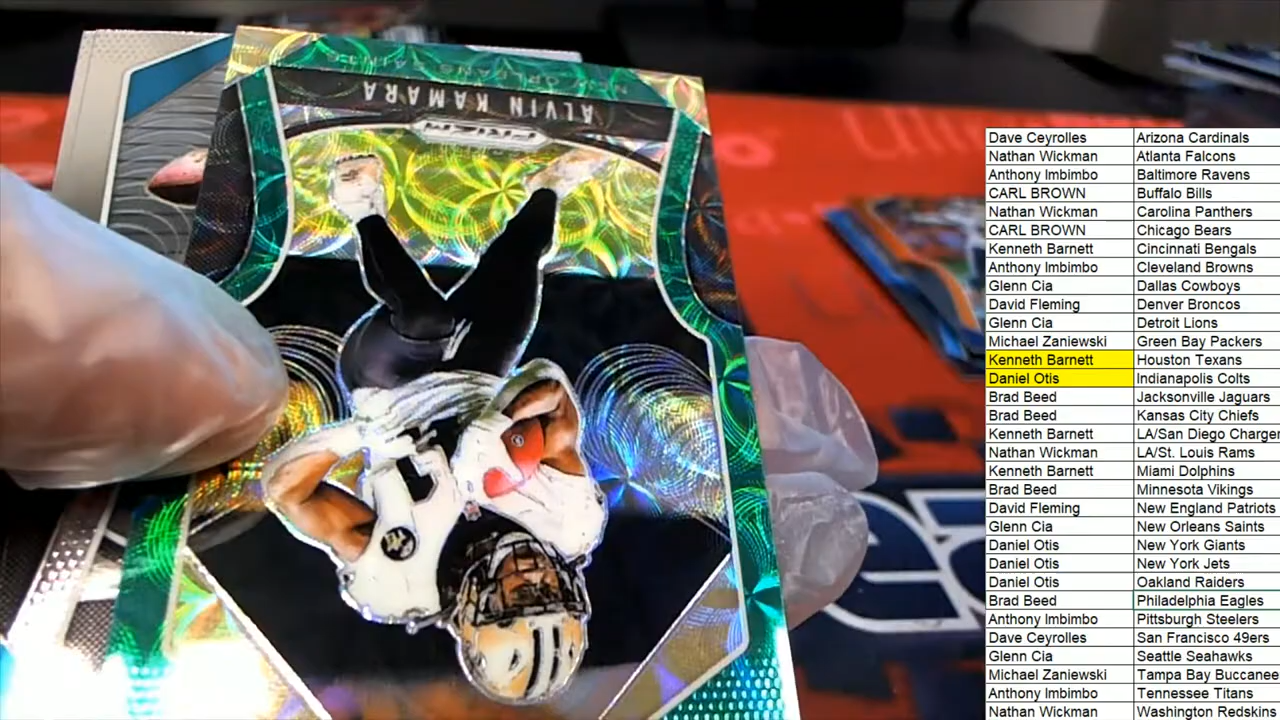 NEW ORLEANS SAINTS
ALVIN KAMARA
PRIZM
Dave Ceyrolles Arizona Cardinals
Nathan Wickman Atlanta Falcons
Anthony Imbimbo Baltimore Ravens
CARL BROWN Buffalo Bills
Nathan Wickman Carolina Panthers
CARL BROWN Chicago Bears
Kenneth Barnett Cincinnati Bengals
Anthony Imbimbo Cleveland Browns
Glenn Cia Dallas Cowboys
David Fleming Denver Broncos
Glenn Cia Detroit Lions
Michael Zaniewski Green Bay Packers
Kenneth Barnett Houston Texans
Daniel Otis Indianapolis Colts
Brad Beed Jacksonville Jaguars
Brad Beed Kansas City Chiefs
Kenneth Barnett LA/San Diego Charger
Nathan Wickman LA/St. Louis Rams
Kenneth Barnett Miami Dolphins
Brad Beed Minnesota Vikings
David Fleming New England Patriots
Glenn Cia New Orleans Saints
Daniel Otis New York Giants
Daniel Otis New York Jets
Daniel Otis Oakland Raiders
Brad Beed Philadelphia Eagles
Anthony Imbimbo Pittsburgh Steelers
Dave Ceyrolles San Francisco 49ers
Glenn Cia Seattle Seahawks
Michael Zaniewski Tampa Bay Buccanee
Anthony Imbimbo Tennessee Titans
Nathan Wickman Washington Redskins